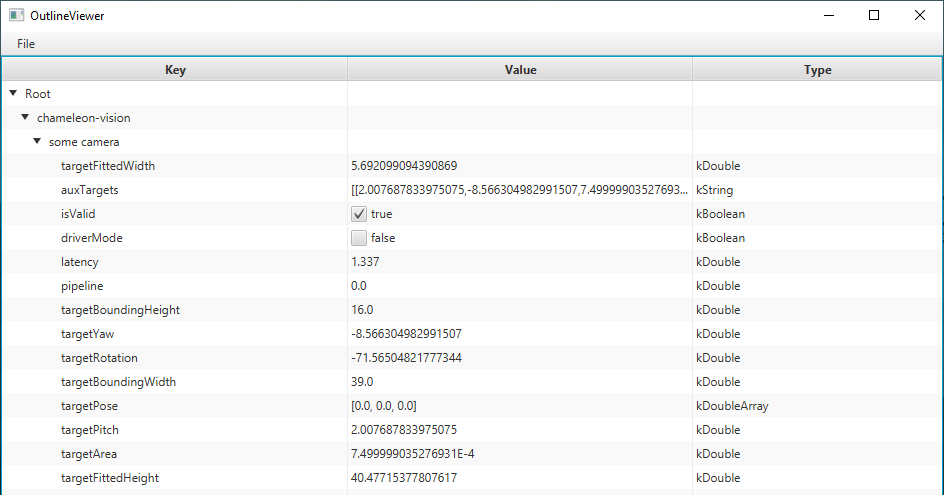 OutlineViewer
File
Key Value Type
Root
chameleon-vision
some camera
targetFittedWidth 5.692099094390869 kDouble
auxTargets [[2.007687833975075,-8.566304982991507,7.49999903527693... kString
isValid true kBoolean
driverMode false kBoolean
latency 1.337 kDouble
pipeline 0.0 kDouble
targetBoundingHeight 16.0 kDouble
targetYaw -8.566304982991507 kDouble
targetRotation -71.56504821777344 kDouble
targetBoundingWidth 39.0 kDouble
targetPose [0.0, 0.0, 0.0] kDoubleArray
targetPitch 2.007687833975075 kDouble
targetArea 7.499999035276931E-4 kDouble
targetFittedHeight 40.47715377807617 kDouble